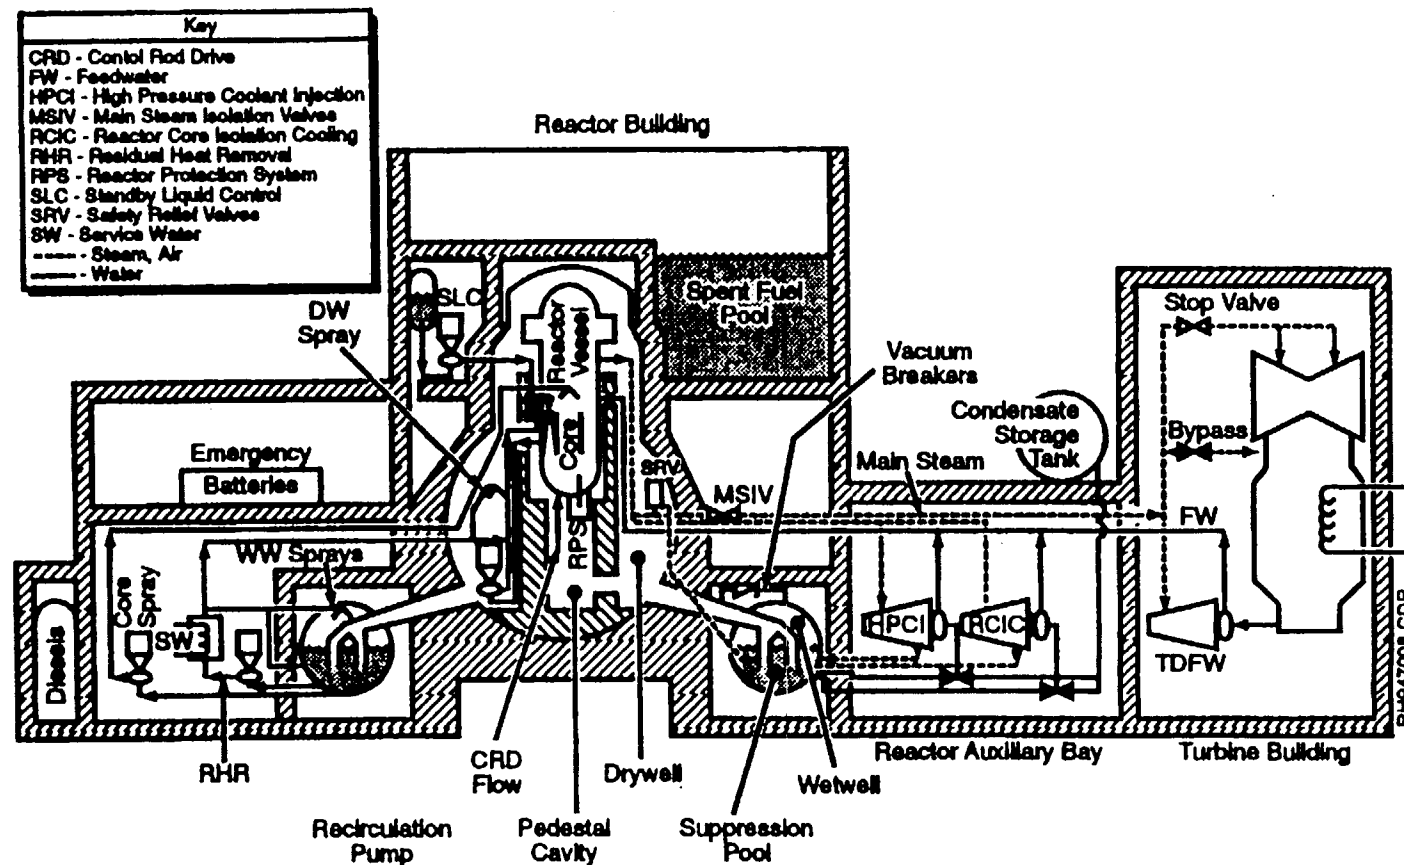 Key
CRD - Contol Rod Drive
FW - Feedwater
HPCI - High Pressure Coolant Injection
MSIV - Main Steam Isolation Valves
RCIC - Reactor Core Isolation Cooling
RHR - Residual Heat Removal
RPS - Reactor Protection System
SLC - Standby Liquid Control
SRV - Safety Relief Valves
SW - Service Water
----- - Steam, Air
—— - Water
Reactor Building
SLC
DW
Spray
Reactor
Vessel
Core
Spent Fuel
Pool
Vacuum
Breakers
Condensate
Storage
Tank
Stop Valve
Bypass
Emergency
Batteries
SRV
MSIV
Main Steam
FW
RPS
WW Sprays
Core
Spray
SW
Diesels
HPCI
RCIC
TDFW
RHR
CRD
Flow
Drywell
Wetwell
Reactor Auxiliary Bay
Turbine Building
Recirculation
Pump
Pedestal
Cavity
Suppression
Pool